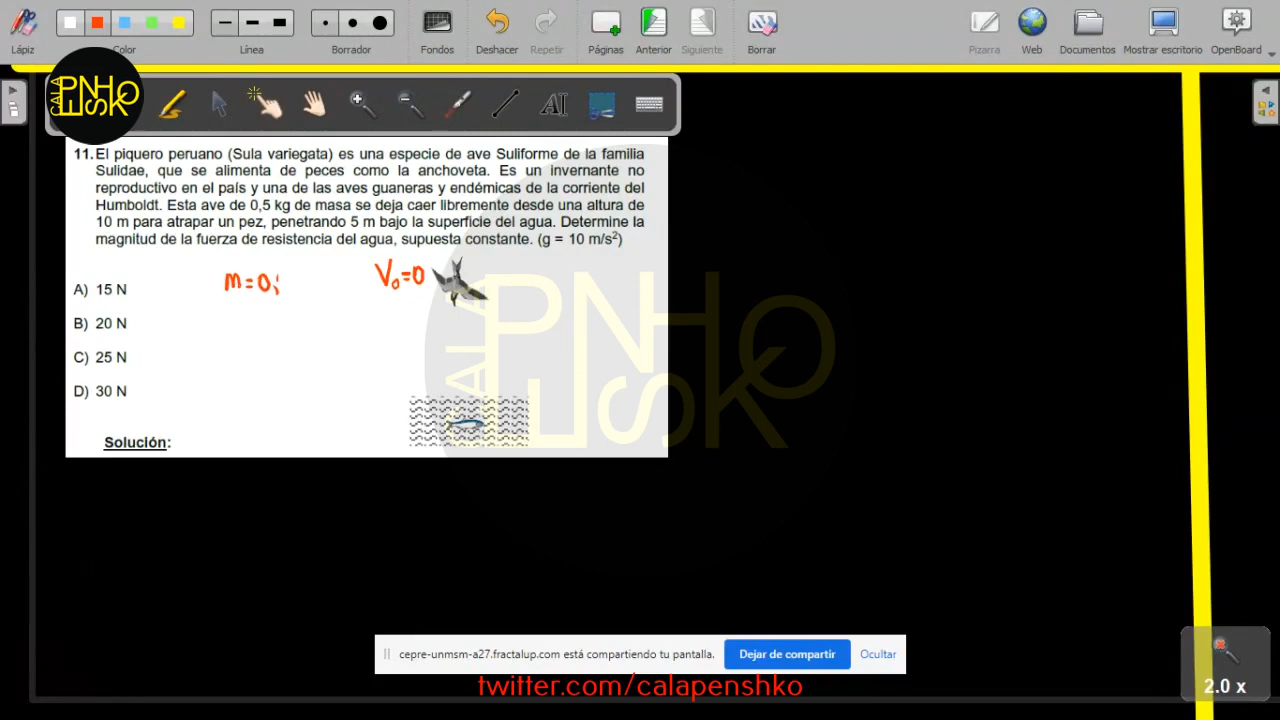 Lápiz
Color
Línea
Borrador
Fondos
Deshacer
Repetir
Páginas
Anterior
Siguiente
Borrar
Pizarra
Web
Documentos
Mostrar escritorio
OpenBoard
CALA PENSHKO
11. El piquero peruano (Sula variegata) es una especie de ave Suliforme de la familia
Sulidae, que se alimenta de peces como la anchoveta. Es un invernante no
reproductivo en el país y una de las aves guaneras y endémicas de la corriente del
Humboldt. Esta ave de 0,5 kg de masa se deja caer libremente desde una altura de
10 m para atrapar un pez, penetrando 5 m bajo la superficie del agua. Determine la
magnitud de la fuerza de resistencia del agua, supuesta constante. (g = 10 m/s²)
m=0,
V₀=0
A) 15 N
B) 20 N
C) 25 N
D) 30 N
Solución:
CALA PENSHKO
cepre-unmsm-a27.fractalup.com está compartiendo tu pantalla.
Dejar de compartir
Ocultar
twitter.com/calapenshko
2.0 x